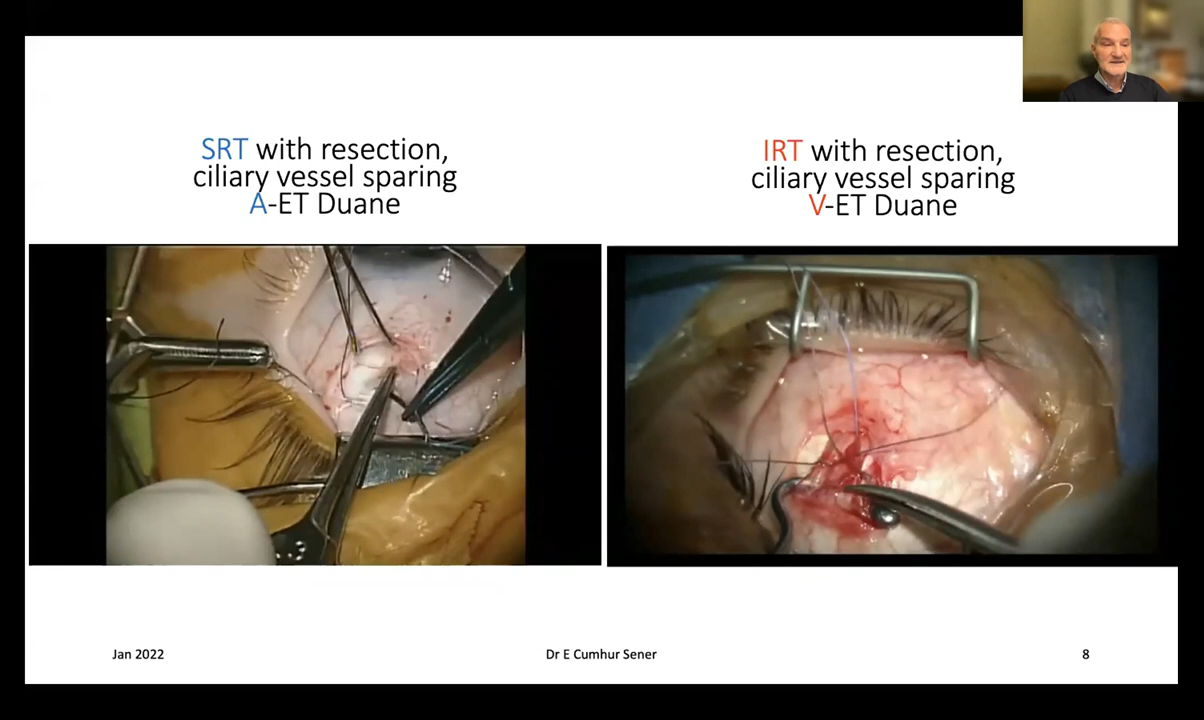 SRT with resection,
ciliary vessel sparing
A-ET Duane
IRT with resection,
ciliary vessel sparing
V-ET Duane
Jan 2022
Dr E Cumhur Sener
8